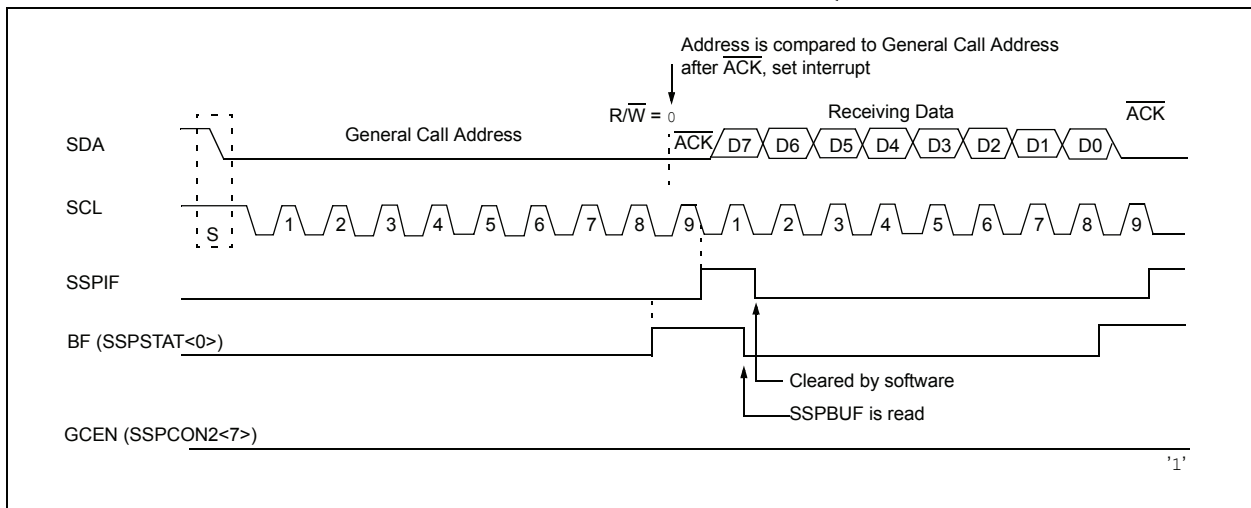 Address is compared to General Call Address
after ACK, set interrupt
R/W = 0
Receiving Data
ACK
General Call Address
SDA
ACK D7 D6 D5 D4 D3 D2 D1 D0
SCL
S
1 2 3 4 5 6 7 8 9 1 2 3 4 5 6 7 8 9
SSPIF
BF (SSPSTAT<0>)
Cleared by software
SSPBUF is read
GCEN (SSPCON2<7>)
'1'